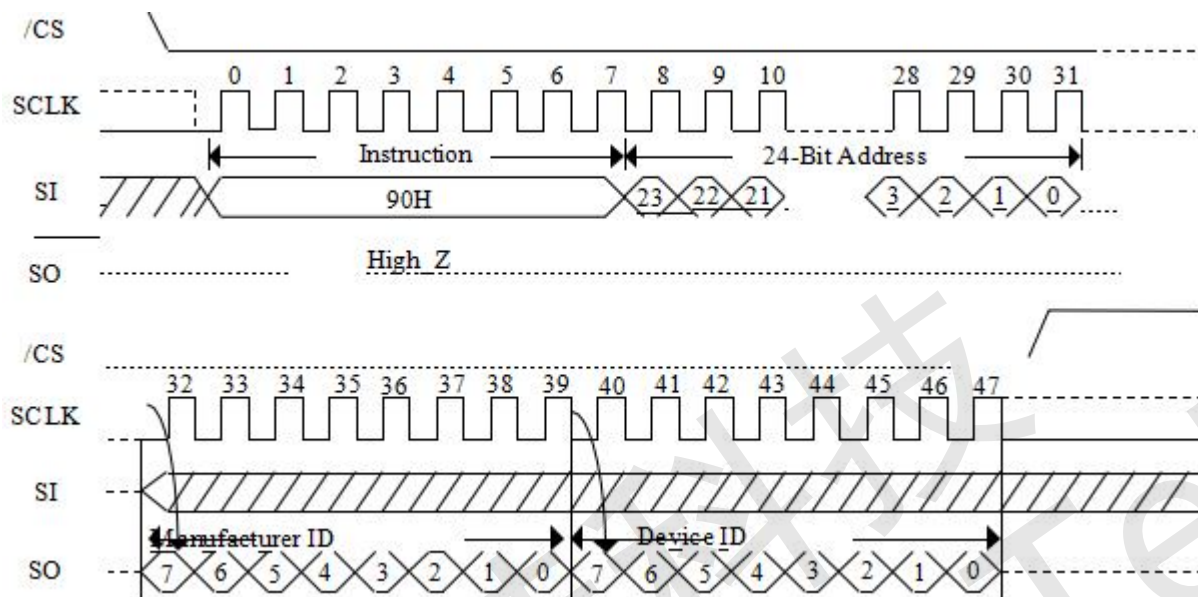 /CS
0 1 2 3 4 5 6 7 8 9 10 28 29 30 31
SCLK
Instruction 24-Bit Address
SI 90H 23 22 21 3 2 1 0
SO High_Z
/CS
32 33 34 35 36 37 38 39 40 41 42 43 44 45 46 47
SCLK
SI
Manufacturer ID Device ID
SO 7 6 5 4 3 2 1 0 7 6 5 4 3 2 1 0
科技